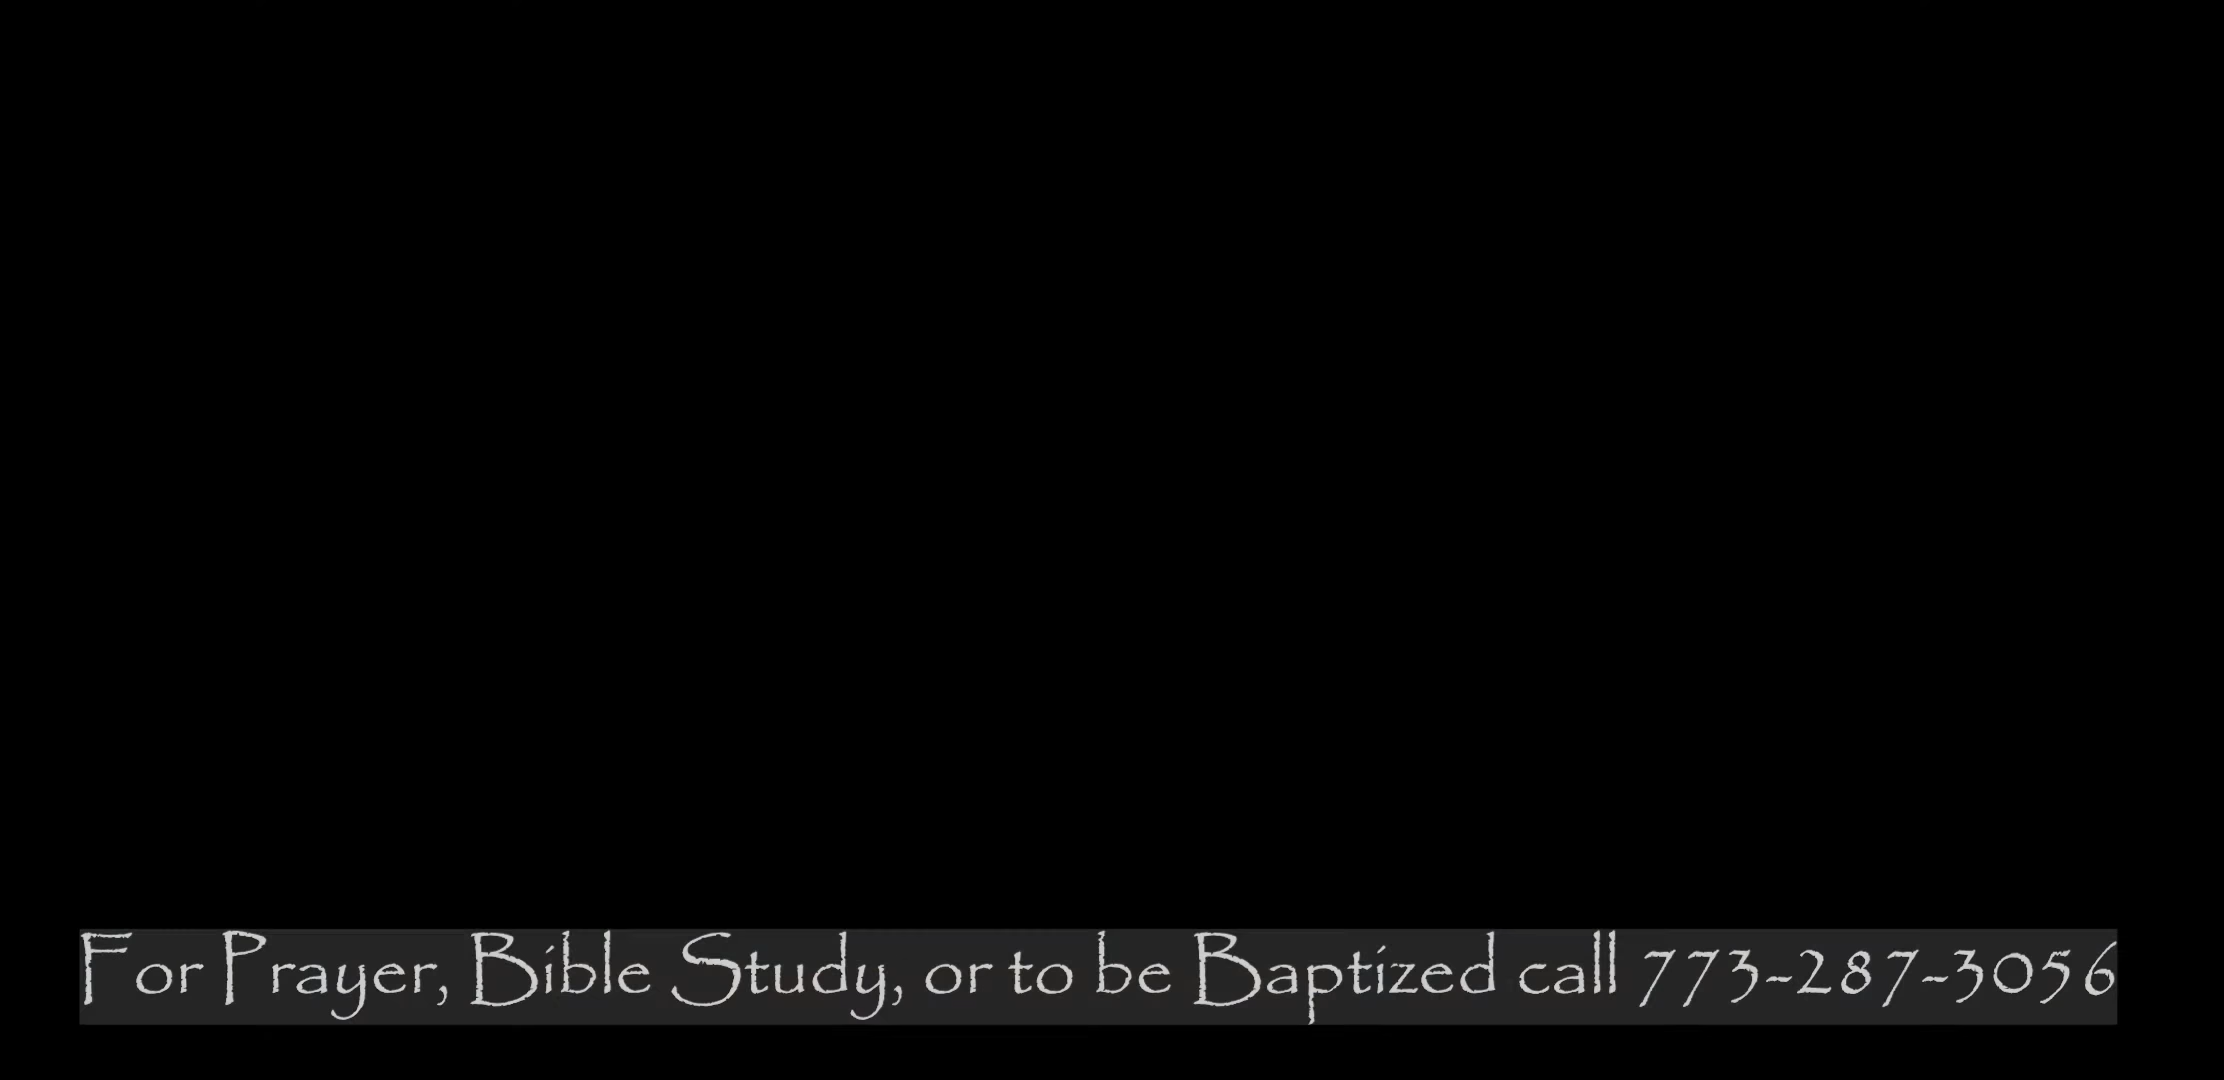 For Prayer, Bible Study, or to be Baptized call 773-287-3056